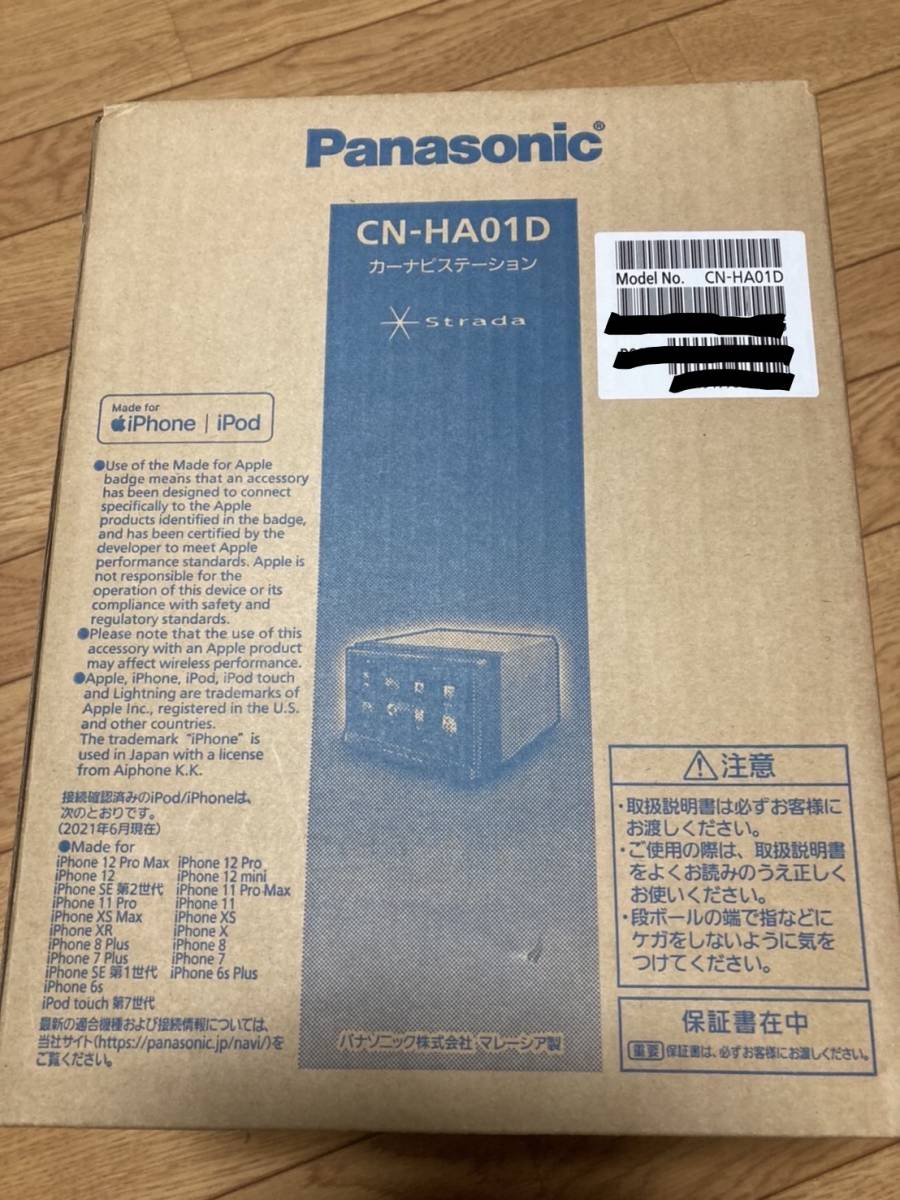 Panasonic®
CN-HA01D
カーナビステーション
Strada
Model No. CN-HA01D
Made for
iPhone | iPod
●Use of the Made for Apple
badge means that an accessory
has been designed to connect
specifically to the Apple
products identified in the badge,
and has been certified by the
developer to meet Apple
performance standards. Apple is
not responsible for the
operation of this device or its
compliance with safety and
regulatory standards.
●Please note that the use of this
accessory with an Apple product
may affect wireless performance.
●Apple, iPhone, iPod, iPod touch
and Lightning are trademarks of
Apple Inc., registered in the U.S.
and other countries.
The trademark "iPhone" is
used in Japan with a license
from Aiphone K.K.
接続確認済みのiPod/iPhoneは、
次のとおりです。
(2021年6月現在)
●Made for
iPhone 12 Pro Max iPhone 12 Pro
iPhone 12 iPhone 12 mini
iPhone SE 第2世代 iPhone 11 Pro Max
iPhone 11 Pro iPhone 11
iPhone XS Max iPhone XS
iPhone XR iPhone X
iPhone 8 Plus iPhone 8
iPhone 7 Plus iPhone 7
iPhone SE 第1世代 iPhone 6s Plus
iPhone 6s
iPod touch 第7世代
最新の適合機種および接続情報については、
当社サイト(https://panasonic.jp/navi/)を
ご覧ください。
パナソニック株式会社 マレーシア製
注意
・取扱説明書は必ずお客様に
お渡しください。
・ご使用の際は、取扱説明書
をよくお読みのうえ正しく
お使いください。
・段ボールの端で指などに
ケガをしないように気を
つけてください。
保証書在中
重要 保証書は、必ずお客様にお渡しください。